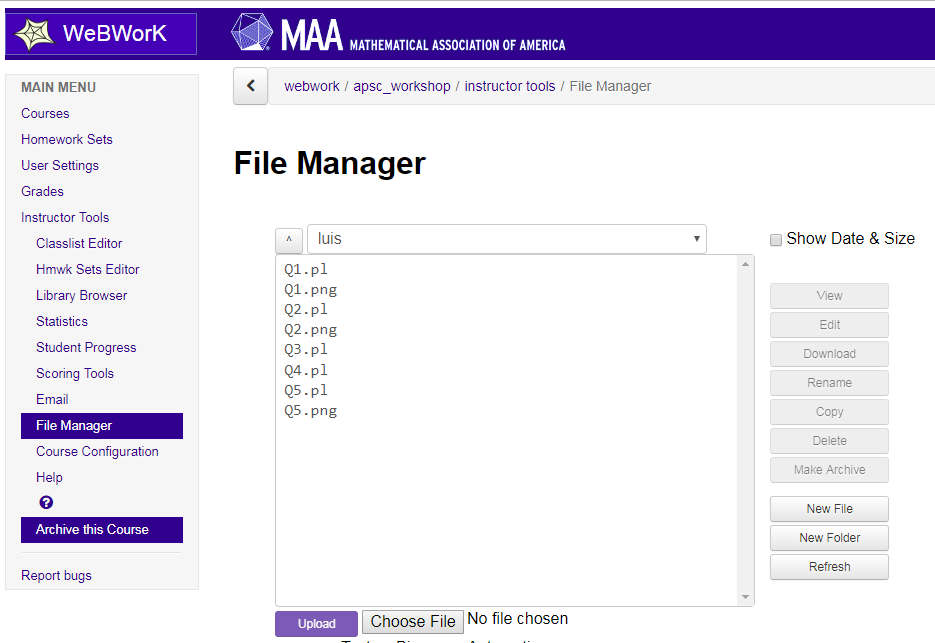 WeBWorK
MAA MATHEMATICAL ASSOCIATION OF AMERICA
MAIN MENU
Courses
Homework Sets
User Settings
Grades
Instructor Tools
Classlist Editor
Hmwk Sets Editor
Library Browser
Statistics
Student Progress
Scoring Tools
Email
File Manager
Course Configuration
Help
?
Archive this Course
Report bugs
webwork / apsc_workshop / instructor tools / File Manager
File Manager
^ luis
Show Date & Size
Q1.pl
Q1.png
Q2.pl
Q2.png
Q3.pl
Q4.pl
Q5.pl
Q5.png
View
Edit
Download
Rename
Copy
Delete
Make Archive
New File
New Folder
Refresh
Upload Choose File No file chosen